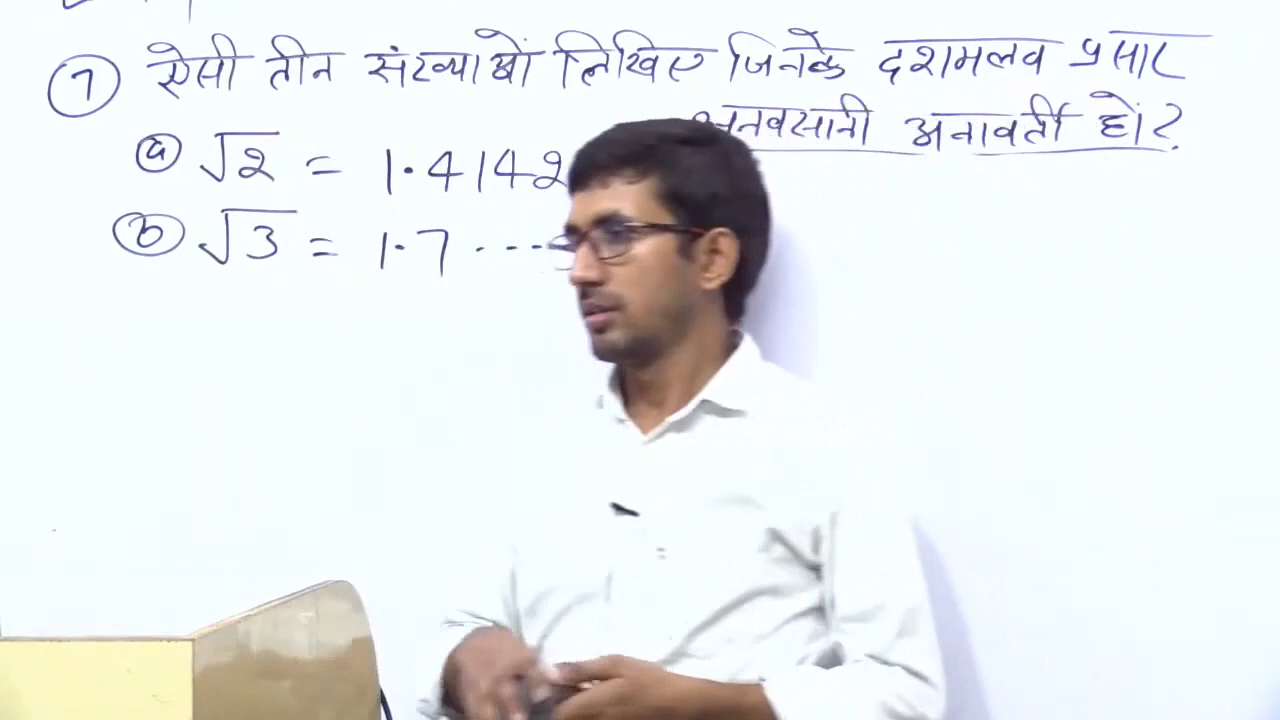 7 ऐसी तीन संख्याओं लिखिए जिनके दशमलव प्रसार
अनवसानी अनावर्ती हों?
a √2 = 1.4142
b √3 = 1.7 ...